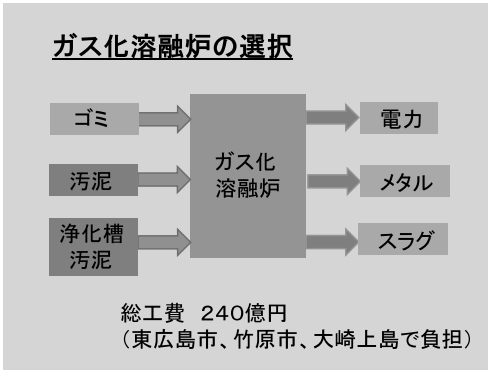 ガス化溶融炉の選択
ゴミ
汚泥
浄化槽
汚泥
ガス化
溶融炉
電力
メタル
スラグ
総工費　２４０億円
（東広島市、竹原市、大崎上島で負担）